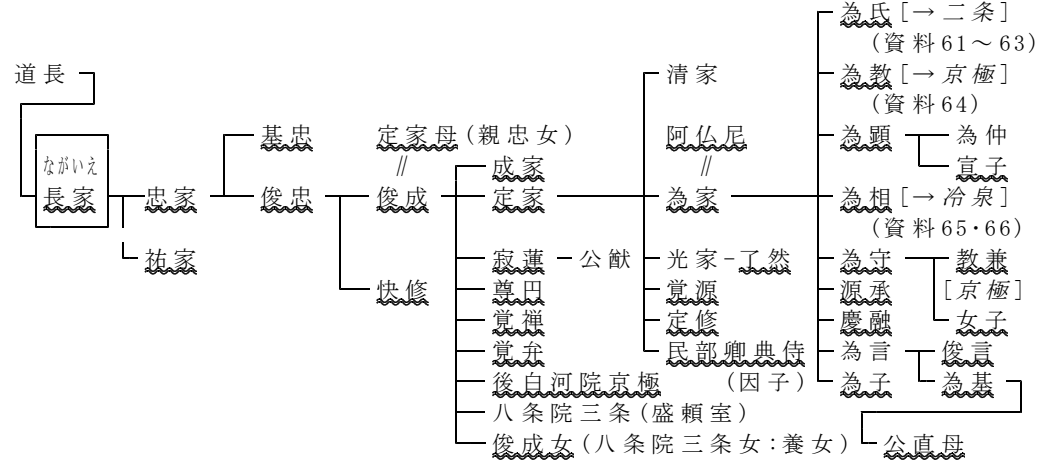 為氏[→二条]
(資料61～63)
道長 清家 為教[→京極]
(資料64)
基忠 定家母(親忠女) 阿仏尼 為顕 為仲
ながいえ 〃 成家 〃 宣子
長家 忠家 俊忠 俊成 定家 為家 為相[→冷泉]
(資料65・66)
祐家 寂蓮 公猷 光家-了然 為守 教兼
快修 尊円 覚源 源承 [京極]
覚禅 定修 慶融 女子
覚弁 民部卿典侍 為言 俊言
後白河院京極 (因子) 為子 為基
八条院三条(盛頼室)
俊成女(八条院三条女:養女) 公直母